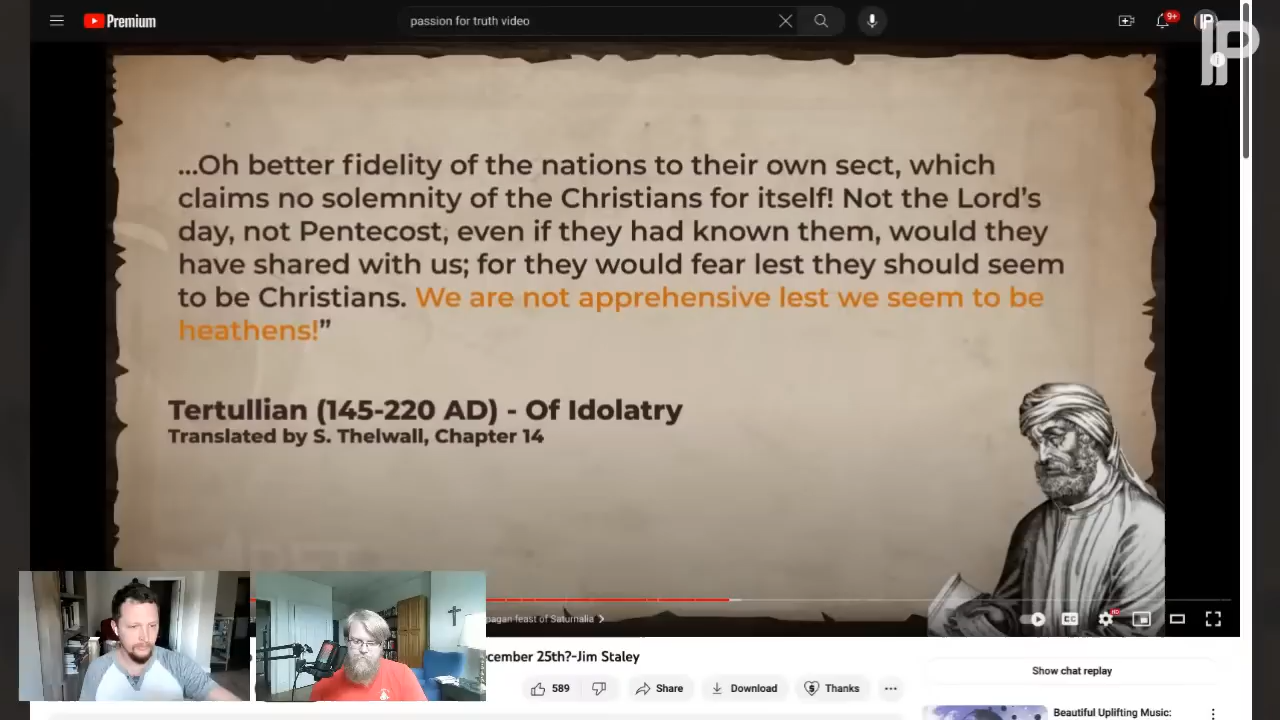 Premium
passion for truth video
9+
IP
IP
...Oh better fidelity of the nations to their own sect, which
claims no solemnity of the Christians for itself! Not the Lord's
day, not Pentecost, even if they had known them, would they
have shared with us; for they would fear lest they should seem
to be Christians. We are not apprehensive lest we seem to be
heathens!”
Tertullian (145-220 AD) - Of Idolatry
Translated by S. Thelwall, Chapter 14
pagan feast of Saturnalia
CC
HD
cember 25th?-Jim Staley
589
Share
Download
Thanks
Show chat replay
Beautiful Uplifting Music: